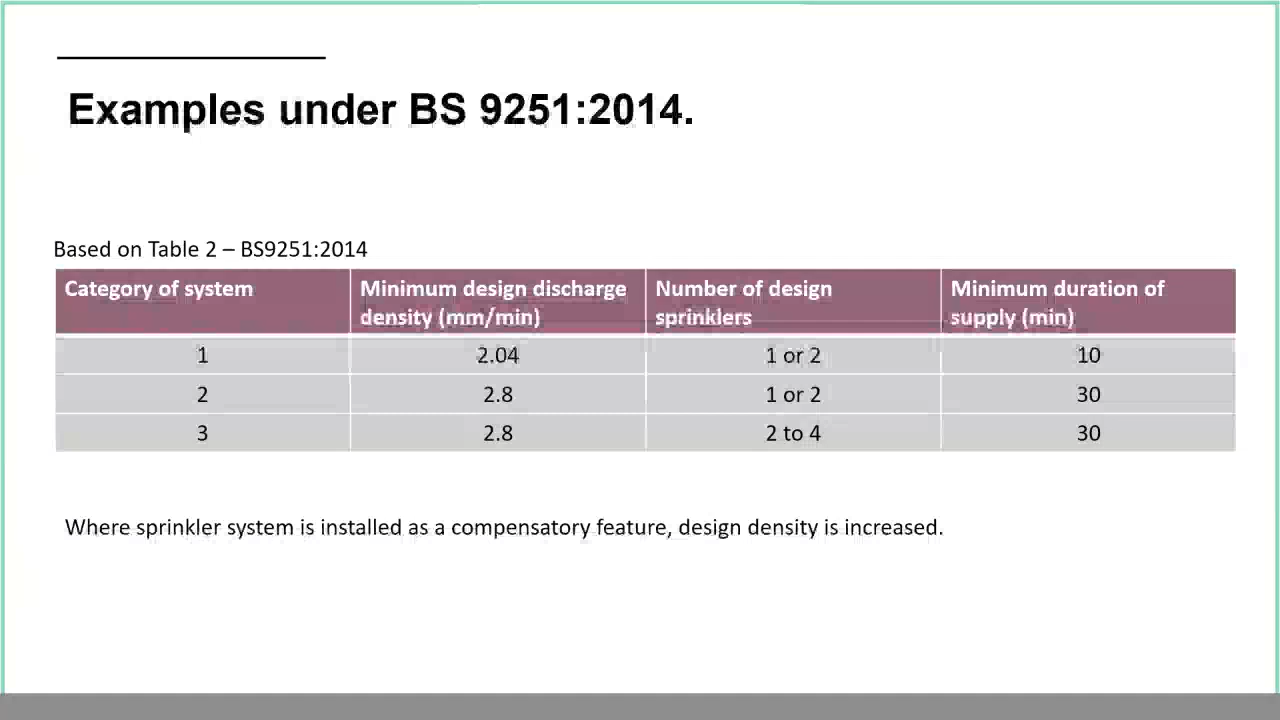 Examples under BS 9251:2014.
Based on Table 2 – BS9251:2014
Category of system Minimum design discharge density (mm/min) Number of design sprinklers Minimum duration of supply (min)
1 2.04 1 or 2 10
2 2.8 1 or 2 30
3 2.8 2 to 4 30
Where sprinkler system is installed as a compensatory feature, design density is increased.